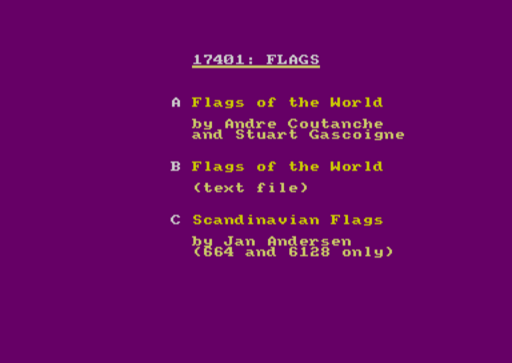 17401: FLAGS
A Flags of the World
by Andre Coutanche
and Stuart Gascoigne
B Flags of the World
(text file)
C Scandinavian Flags
by Jan Andersen
(664 and 6128 only)